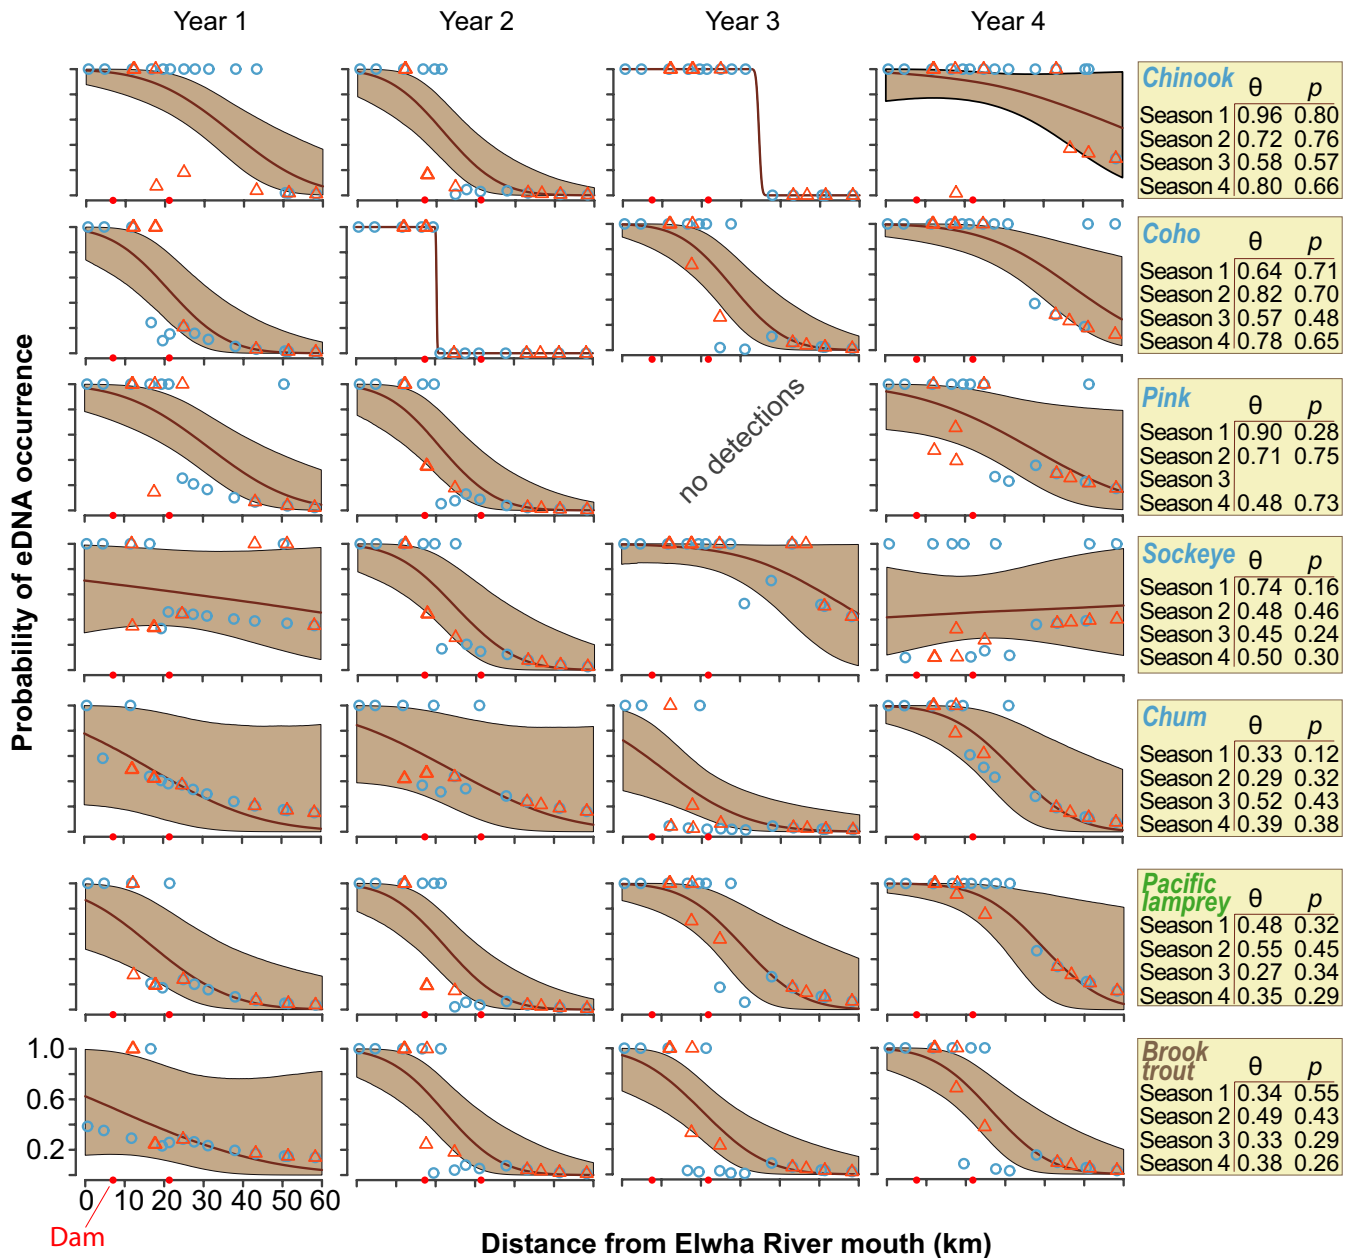 Year 1 Year 2 Year 3 Year 4
Chinook θ p
Season 1 0.96 0.80
Season 2 0.72 0.76
Season 3 0.58 0.57
Season 4 0.80 0.66
Coho θ p
Season 1 0.64 0.71
Season 2 0.82 0.70
Season 3 0.57 0.48
Season 4 0.78 0.65
no detections
Pink θ p
Season 1 0.90 0.28
Season 2 0.71 0.75
Season 3
Season 4 0.48 0.73
Sockeye θ p
Season 1 0.74 0.16
Season 2 0.48 0.46
Season 3 0.45 0.24
Season 4 0.50 0.30
Chum θ p
Season 1 0.33 0.12
Season 2 0.29 0.32
Season 3 0.52 0.43
Season 4 0.39 0.38
Pacific
lamprey θ p
Season 1 0.48 0.32
Season 2 0.55 0.45
Season 3 0.27 0.34
Season 4 0.35 0.29
Brook
trout θ p
Season 1 0.34 0.55
Season 2 0.49 0.43
Season 3 0.33 0.29
Season 4 0.38 0.26
Probability of eDNA occurrence
1.0
0.6
0.2
0 10 20 30 40 50 60
Dam
Distance from Elwha River mouth (km)